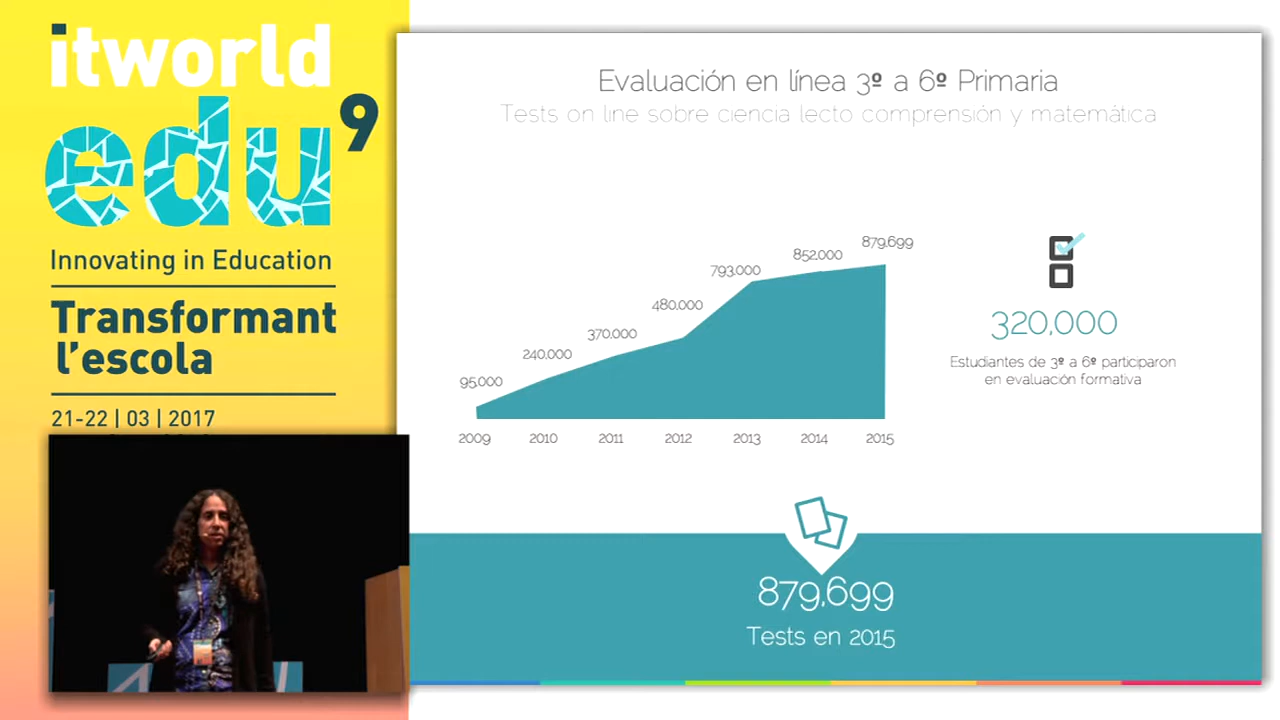 itworld
edu⁹
Innovating in Education
Transformant
l'escola
21-22 | 03 | 2017
Evaluación en línea 3º a 6º Primaria
Tests on line sobre ciencia lecto comprensión y matemática
95.000
240.000
370.000
480.000
793.000
852.000
879.699
2009
2010
2011
2012
2013
2014
2015
320,000
Estudiantes de 3º a 6º participaron
en evaluación formativa
879,699
Tests en 2015